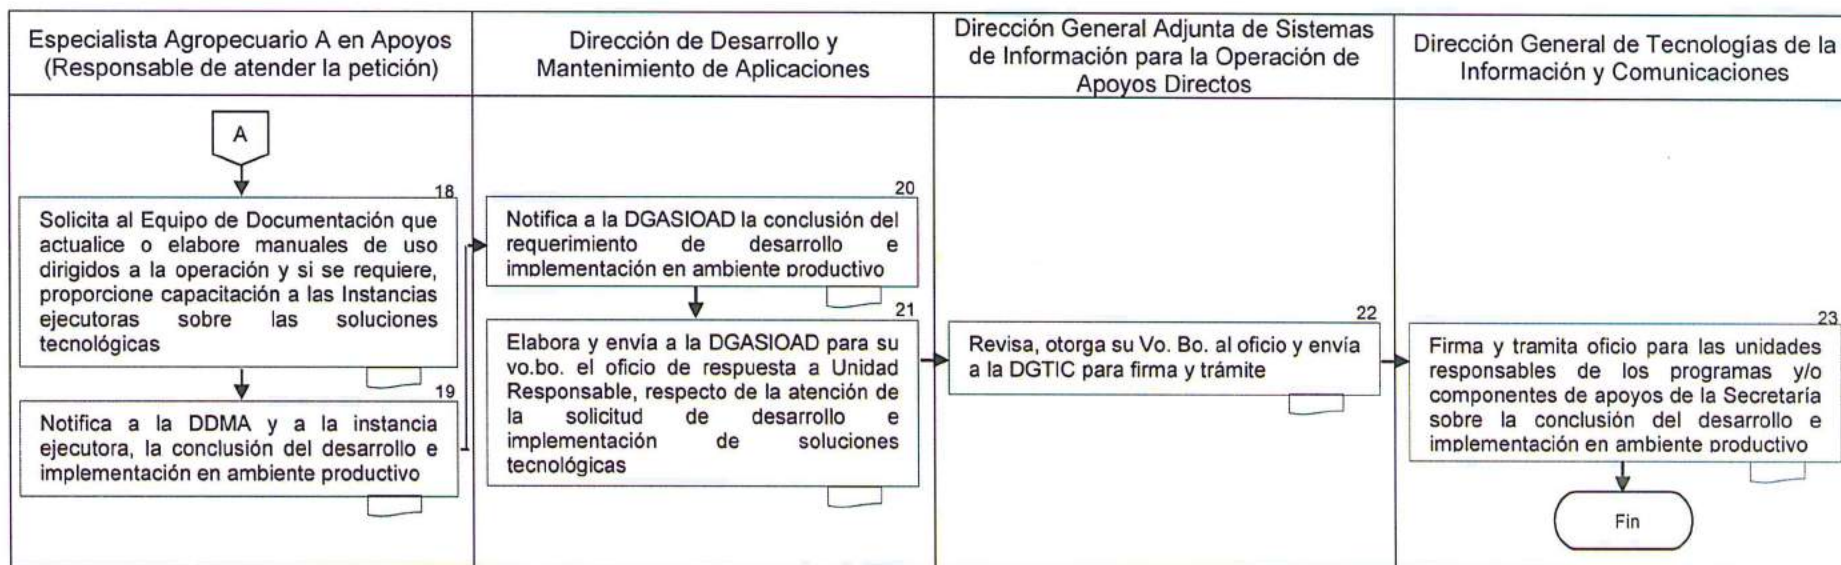 Especialista Agropecuario A en Apoyos
(Responsable de atender la petición)
Dirección de Desarrollo y
Mantenimiento de Aplicaciones
Dirección General Adjunta de Sistemas
de Información para la Operación de
Apoyos Directos
Dirección General de Tecnologías de la
Información y Comunicaciones
A
18
Solicita al Equipo de Documentación que
actualice o elabore manuales de uso
dirigidos a la operación y si se requiere,
proporcione capacitación a las Instancias
ejecutoras sobre las soluciones
tecnológicas
19
Notifica a la DDMA y a la instancia
ejecutora, la conclusión del desarrollo e
implementación en ambiente productivo
20
Notifica a la DGASIOAD la conclusión del
requerimiento de desarrollo e
implementación en ambiente productivo
21
Elabora y envía a la DGASIOAD para su
vo.bo. el oficio de respuesta a Unidad
Responsable, respecto de la atención de
la solicitud de desarrollo e
implementación de soluciones
tecnológicas
22
Revisa, otorga su Vo. Bo. al oficio y envía
a la DGTIC para firma y trámite
23
Firma y tramita oficio para las unidades
responsables de los programas y/o
componentes de apoyos de la Secretaría
sobre la conclusión del desarrollo e
implementación en ambiente productivo
Fin